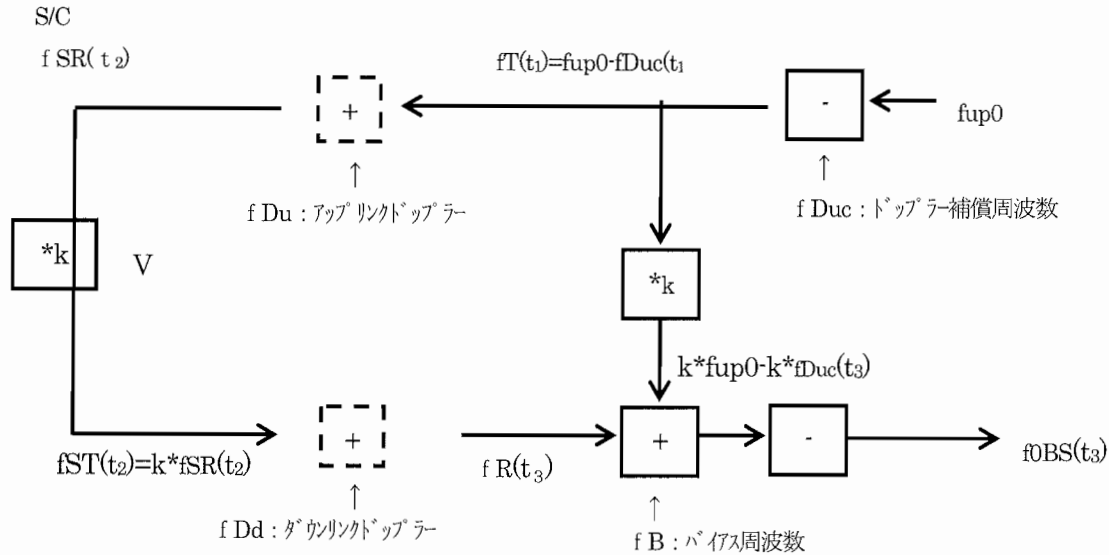 S/C
f SR(t2)
fT(t1)=fup0-fDuc(t1
+
-
fup0
↑
↑
f Du : アップリンクドップラー
f Duc : ドップラー補償周波数
*k
V
*k
k*fup0-k*fDuc(t3)
+
+
-
fST(t2)=k*fSR(t2)
f R(t3)
f0BS(t3)
↑
↑
f Dd : ダウンリンクドップラー
f B : バイアス周波数